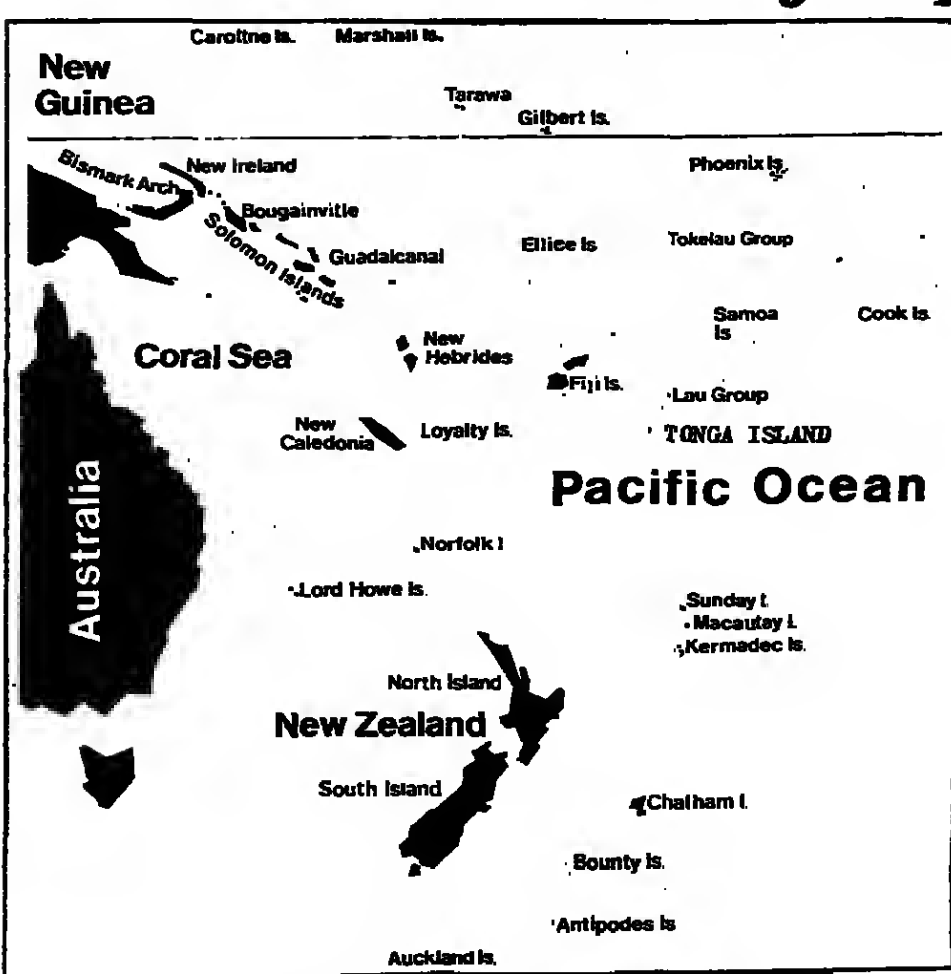 Caroline Is. Marshall Is.
New
Guinea
Tarawa
Gilbert Is.
Bismark Arch.
New Ireland
Phoenix Is.
Bougainville
Solomon Islands
Guadalcanal
Ellice Is
Tokelau Group
Samoa
Is
Cook Is.
Coral Sea
New
Hebrides
Fiji Is.
Lau Group
New
Caledonia
Loyalty Is.
TONGA ISLAND
Pacific Ocean
Australia
Norfolk I
Lord Howe Is.
Sunday I.
Macaulay I.
Kermadec Is.
North Island
New Zealand
South Island
Chatham I.
Bounty Is.
Antipodes Is
Auckland Is.